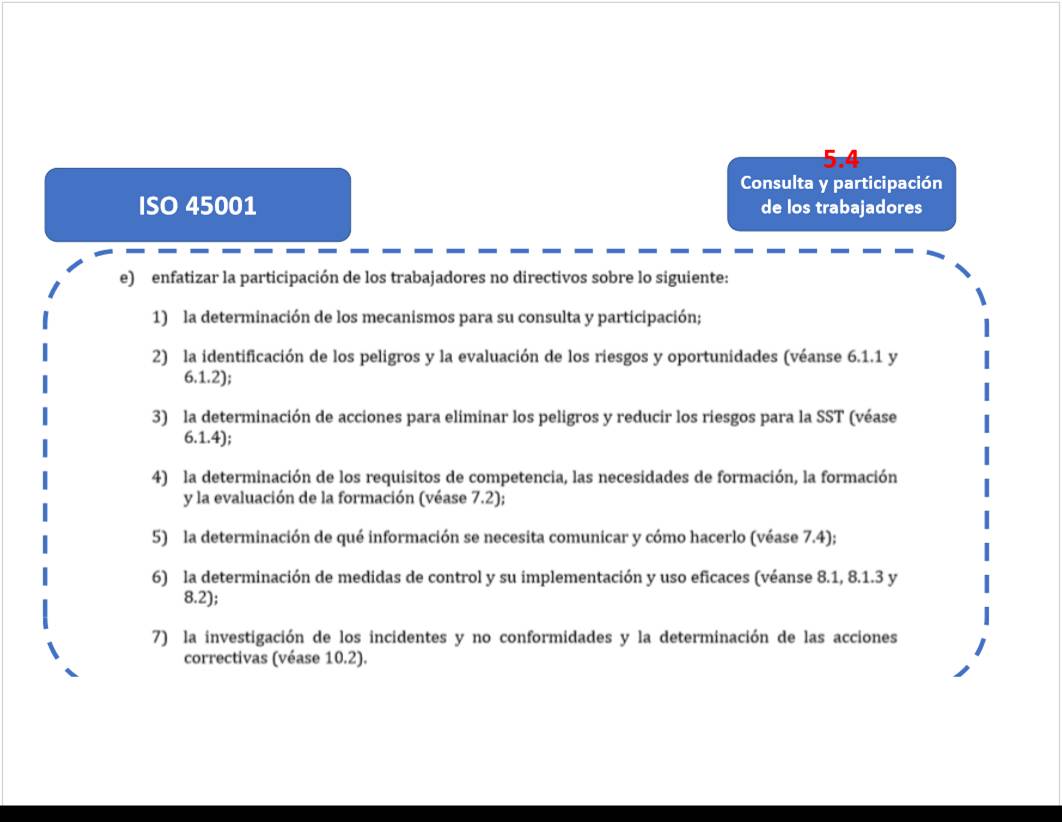 5.4
ISO 45001
Consulta y participación
de los trabajadores
e) enfatizar la participación de los trabajadores no directivos sobre lo siguiente:
1) la determinación de los mecanismos para su consulta y participación;
2) la identificación de los peligros y la evaluación de los riesgos y oportunidades (véanse 6.1.1 y
6.1.2);
3) la determinación de acciones para eliminar los peligros y reducir los riesgos para la SST (véase
6.1.4);
4) la determinación de los requisitos de competencia, las necesidades de formación, la formación
y la evaluación de la formación (véase 7.2);
5) la determinación de qué información se necesita comunicar y cómo hacerlo (véase 7.4);
6) la determinación de medidas de control y su implementación y uso eficaces (véanse 8.1, 8.1.3 y
8.2);
7) la investigación de los incidentes y no conformidades y la determinación de las acciones
correctivas (véase 10.2).